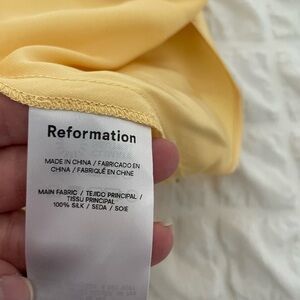 Reformation
MADE IN CHINA / FABRICADO EN
CHINA / FABRIQUÉ EN CHINE
MAIN FABRIC / TEJIDO PRINCIPAL /
TISSU PRINCIPAL
100% SILK / SEDA / SOIE